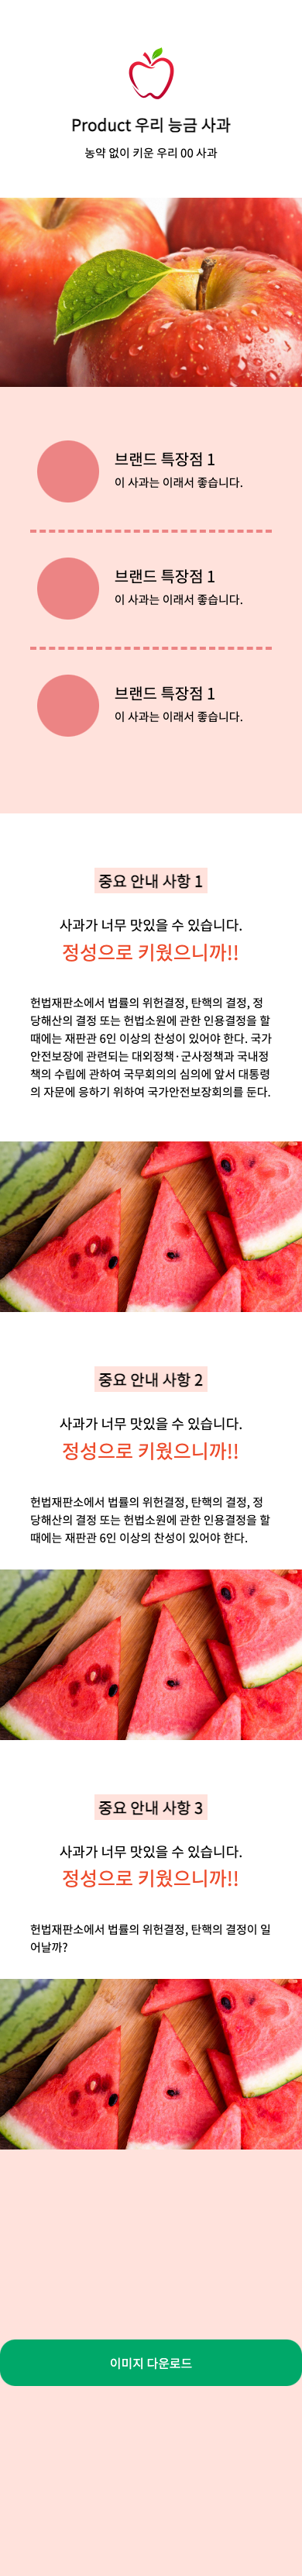 Product 우리 능금 사과
농약 없이 키운 우리 00 사과
브랜드 특장점 1
이 사과는 이래서 좋습니다.
브랜드 특장점 1
이 사과는 이래서 좋습니다.
브랜드 특장점 1
이 사과는 이래서 좋습니다.
중요 안내 사항 1
사과가 너무 맛있을 수 있습니다.
정성으로 키웠으니까!!
헌법재판소에서 법률의 위헌결정, 탄핵의 결정, 정
당해산의 결정 또는 헌법소원에 관한 인용결정을 할
때에는 재판관 6인 이상의 찬성이 있어야 한다. 국가
안전보장에 관련되는 대외정책·군사정책과 국내정
책의 수립에 관하여 국무회의의 심의에 앞서 대통령
의 자문에 응하기 위하여 국가안전보장회의를 둔다.
중요 안내 사항 2
사과가 너무 맛있을 수 있습니다.
정성으로 키웠으니까!!
헌법재판소에서 법률의 위헌결정, 탄핵의 결정, 정
당해산의 결정 또는 헌법소원에 관한 인용결정을 할
때에는 재판관 6인 이상의 찬성이 있어야 한다.
중요 안내 사항 3
사과가 너무 맛있을 수 있습니다.
정성으로 키웠으니까!!
헌법재판소에서 법률의 위헌결정, 탄핵의 결정이 일
어날까?
이미지 다운로드